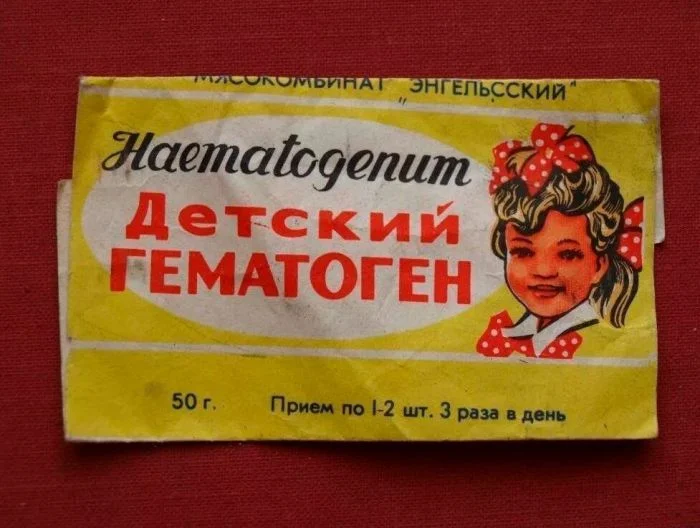 МЯСОКОМБИНАТ „ЭНГЕЛЬССКИЙ"
Haematogenum
Детский
ГЕМАТОГЕН
50 г. Прием по 1-2 шт. 3 раза в день